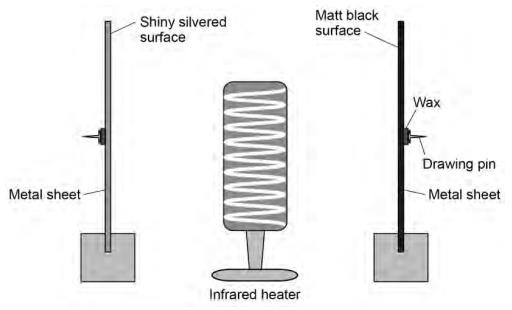 Shiny silvered
surface
Matt black
surface
Wax
Drawing pin
Metal sheet
Metal sheet
Infrared heater